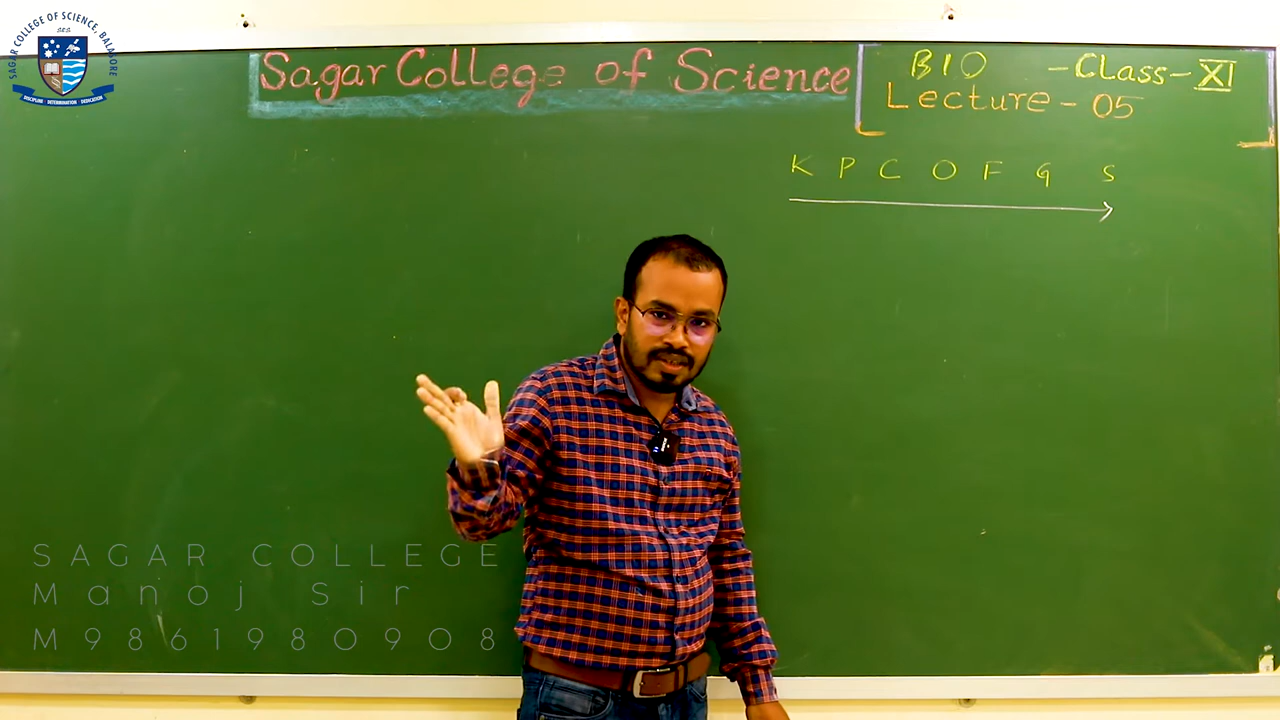 SAGAR COLLEGE OF SCIENCE, BALASORE
SCS
DISCIPLINE · DETERMINATION · DEDICATION
Sagar College of Science
BIO - Class - XI
Lecture - 05
K P C O F G S
SAGAR COLLEGE
Manoj Sir
M9861980908